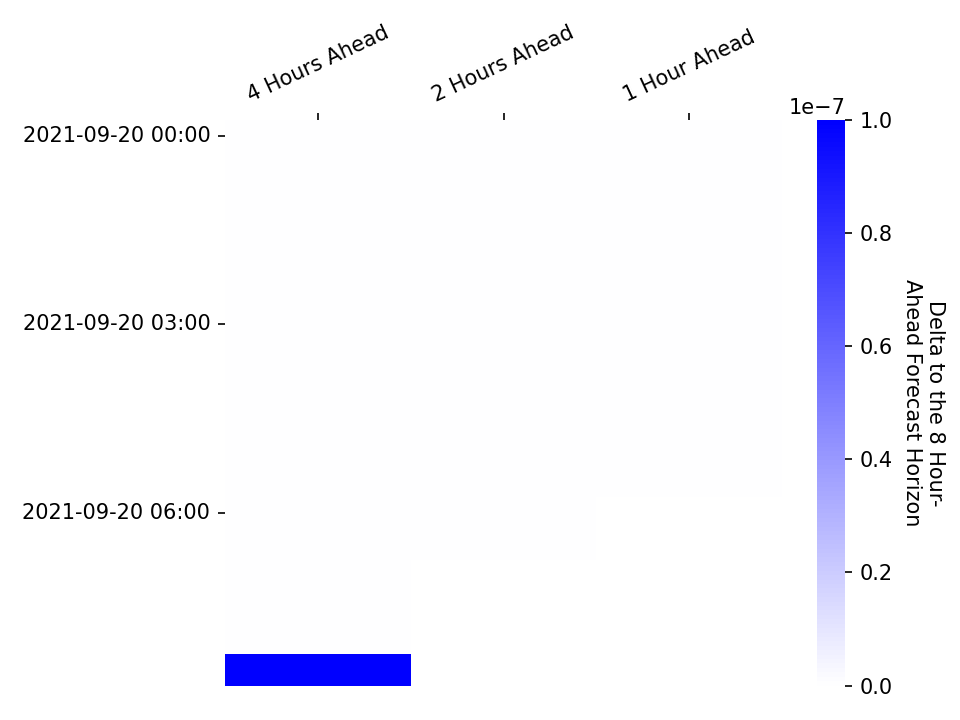 4 Hours Ahead
2 Hours Ahead
1 Hour Ahead
1e−7
2021-09-20 00:00
2021-09-20 03:00
2021-09-20 06:00
1.0
0.8
0.6
0.4
0.2
0.0
Delta to the 8 Hour-
Ahead Forecast Horizon